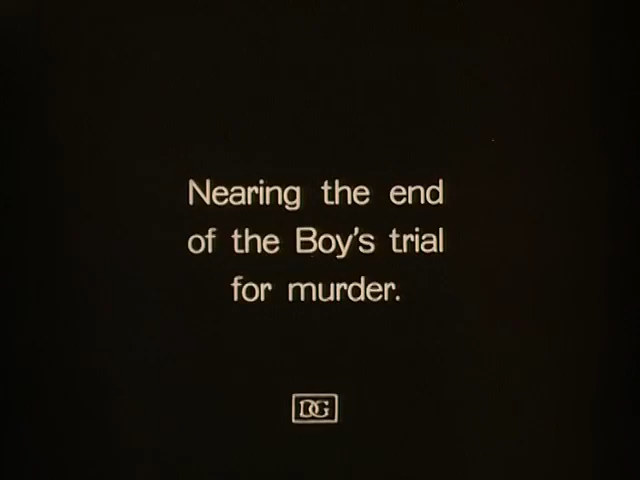 Nearing the end
of the Boy's trial
for murder.
DG